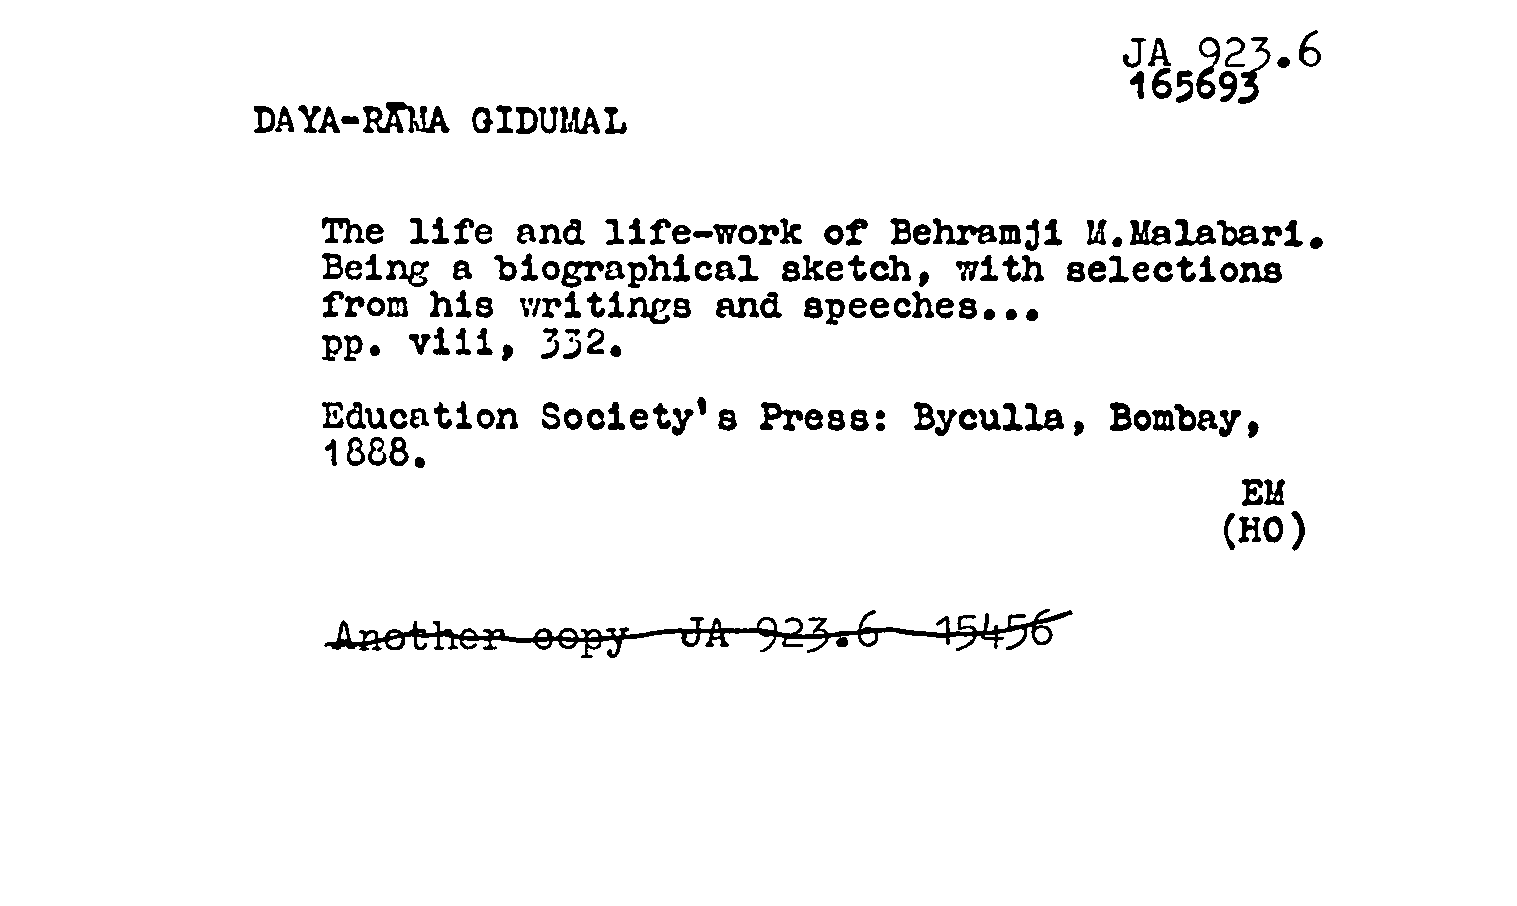 JA 923.6
165693
DAYA-RĀMA GIDUMAL
The life and life-work of Behramji M.Malabari.
Being a biographical sketch, with selections
from his writings and speeches...
pp. viii, 332.
Education Society's Press: Byculla, Bombay,
1888.
EM
(HO)
Another copy JA 923.6 15456